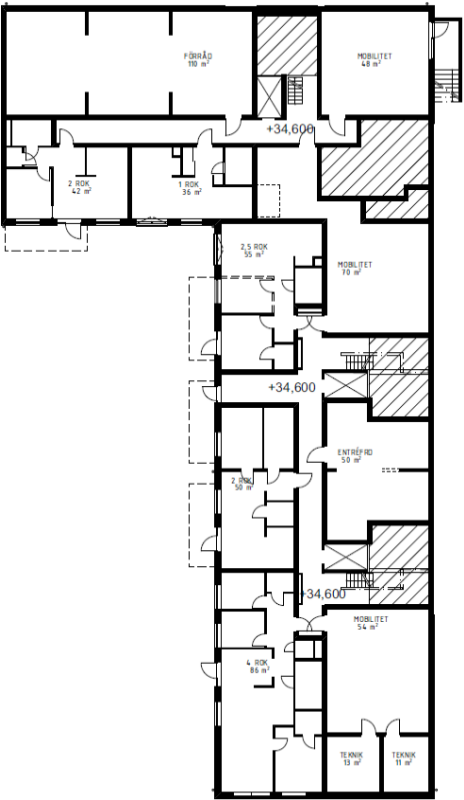 FÖRRÅD
110 m²
MOBILITET
48 m²
+34,600
2 ROK
42 m²
1 ROK
36 m²
2,5 ROK
55 m²
MOBILITET
70 m²
+34,600
ENTRÉFRD
50 m²
2 ROK
50 m²
+34,600
MOBILITET
54 m²
4 ROK
86 m²
TEKNIK
13 m²
TEKNIK
11 m²